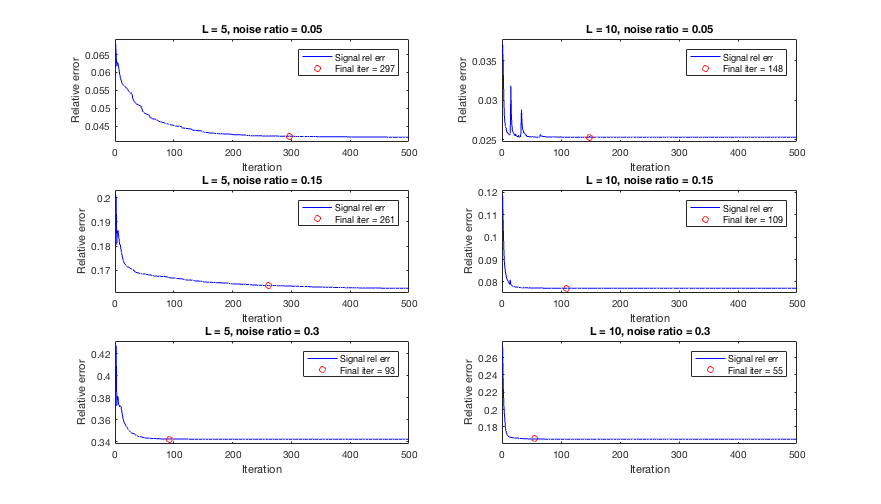 L = 5, noise ratio = 0.05
Relative error
0.065
0.06
0.055
0.05
0.045
Signal rel err
Final iter = 297
0 100 200 300 400 500
Iteration
L = 10, noise ratio = 0.05
Relative error
0.035
0.03
0.025
Signal rel err
Final iter = 148
0 100 200 300 400 500
Iteration
L = 5, noise ratio = 0.15
Relative error
0.2
0.19
0.18
0.17
Signal rel err
Final iter = 261
0 100 200 300 400 500
Iteration
L = 10, noise ratio = 0.15
Relative error
0.12
0.1
0.08
Signal rel err
Final iter = 109
0 100 200 300 400 500
Iteration
L = 5, noise ratio = 0.3
Relative error
0.42
0.4
0.38
0.36
0.34
Signal rel err
Final iter = 93
0 100 200 300 400 500
Iteration
L = 10, noise ratio = 0.3
Relative error
0.26
0.24
0.22
0.2
0.18
Signal rel err
Final iter = 55
0 100 200 300 400 500
Iteration